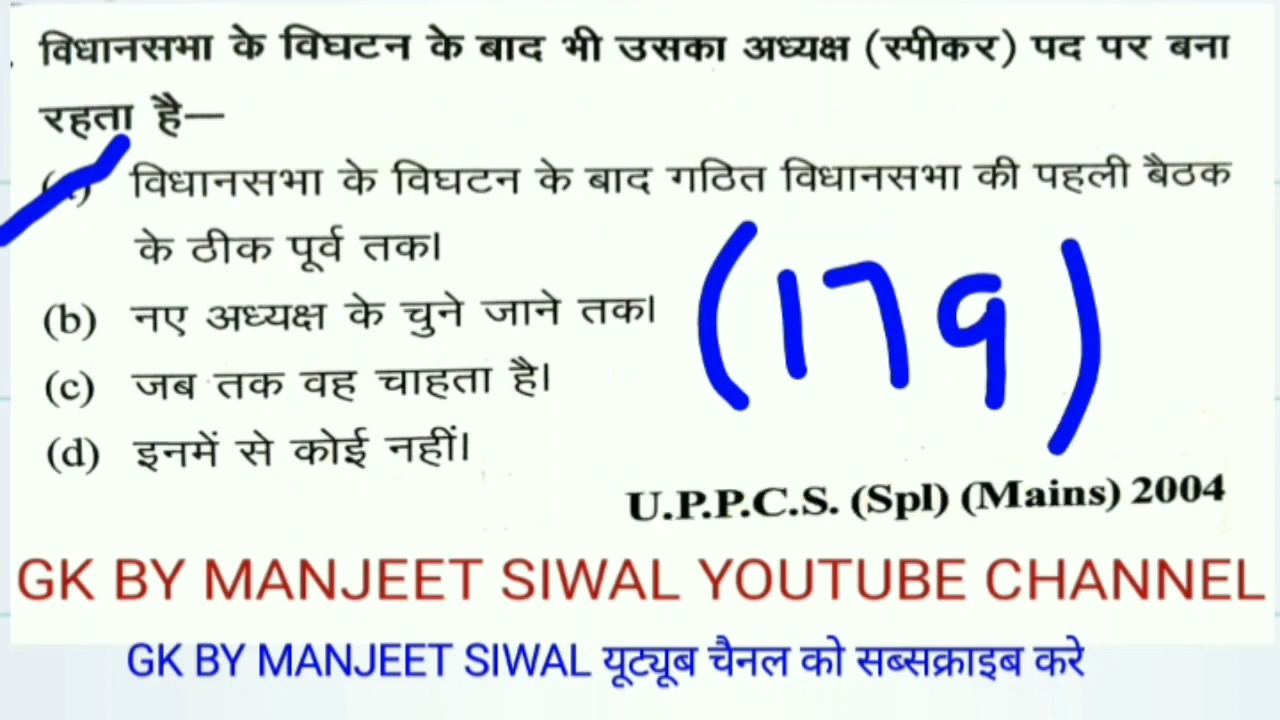 विधानसभा के विघटन के बाद भी उसका अध्यक्ष (स्पीकर) पद पर बना
रहता है—
विधानसभा के विघटन के बाद गठित विधानसभा की पहली बैठक
के ठीक पूर्व तक।
(b) नए अध्यक्ष के चुने जाने तक।
(c) जब तक वह चाहता है।
(d) इनमें से कोई नहीं।
(179)
U.P.P.C.S. (Spl) (Mains) 2004
GK BY MANJEET SIWAL YOUTUBE CHANNEL
GK BY MANJEET SIWAL यूट्यूब चैनल को सब्सक्राइब करे